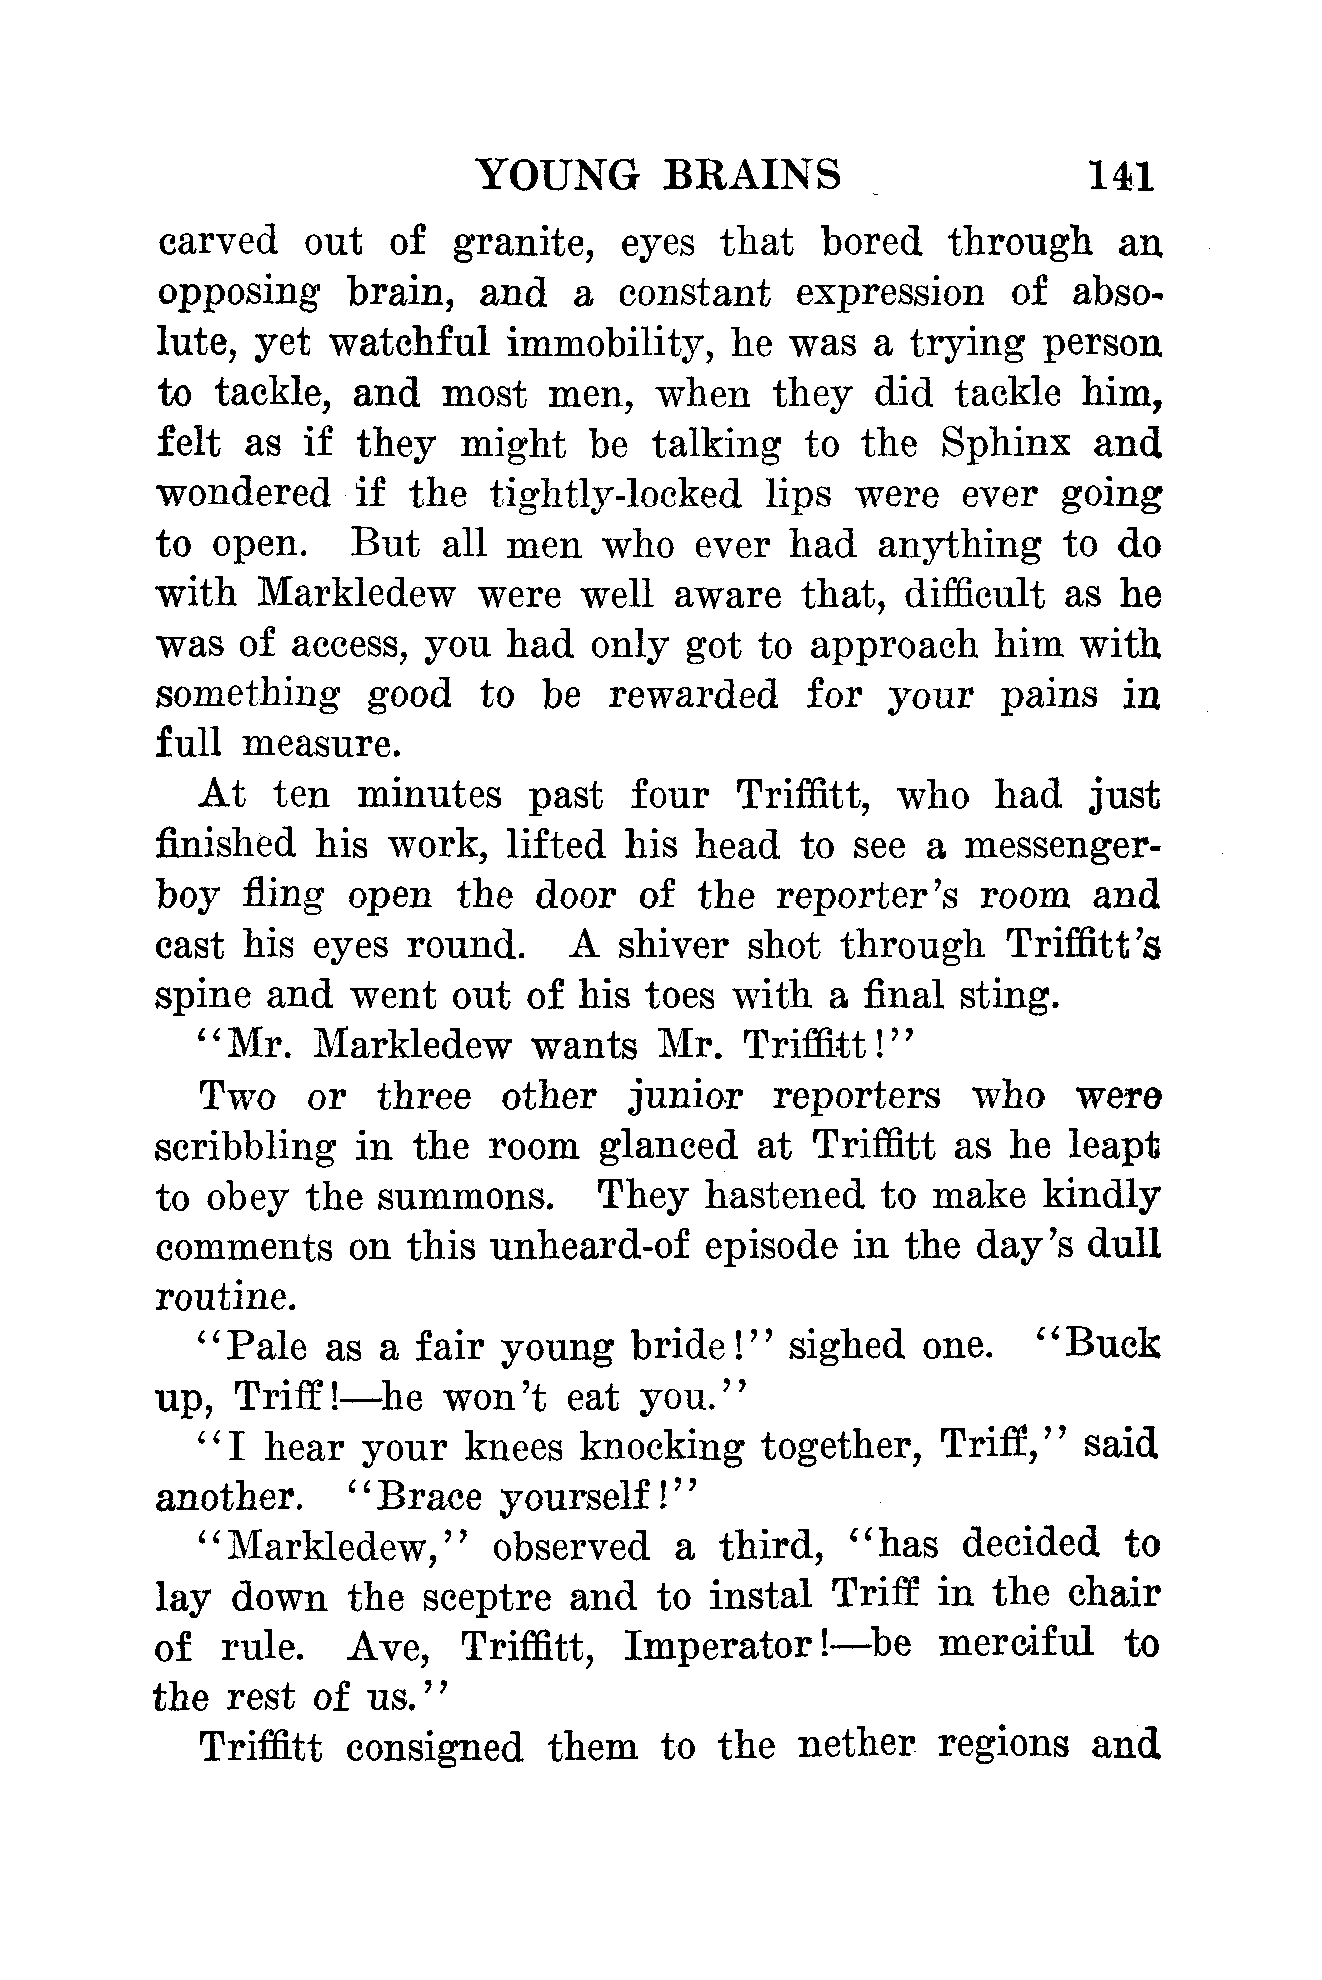 YOUNG BRAINS 141
carved out of granite, eyes that bored through an
opposing brain, and a constant expression of abso-
lute, yet watchful immobility, he was a trying person
to tackle, and most men, when they did tackle him,
felt as if they might be talking to the Sphinx and
wondered if the tightly-locked lips were ever going
to open. But all men who ever had anything to do
with Markledew were well aware that, difficult as he
was of access, you had only got to approach him with
something good to be rewarded for your pains in
full measure.
At ten minutes past four Triffitt, who had just
finished his work, lifted his head to see a messenger-
boy fling open the door of the reporter's room and
cast his eyes round. A shiver shot through Triffitt's
spine and went out of his toes with a final sting.
"Mr. Markledew wants Mr. Triffitt!"
Two or three other junior reporters who were
scribbling in the room glanced at Triffitt as he leapt
to obey the summons. They hastened to make kindly
comments on this unheard-of episode in the day's dull
routine.
"Pale as a fair young bride!" sighed one. "Buck
up, Triff!—he won't eat you."
"I hear your knees knocking together, Triff," said
another. "Brace yourself!"
"Markledew," observed a third, "has decided to
lay down the sceptre and to instal Triff in the chair
of rule. Ave, Triffitt, Imperator!—be merciful to
the rest of us."
Triffitt consigned them to the nether regions and